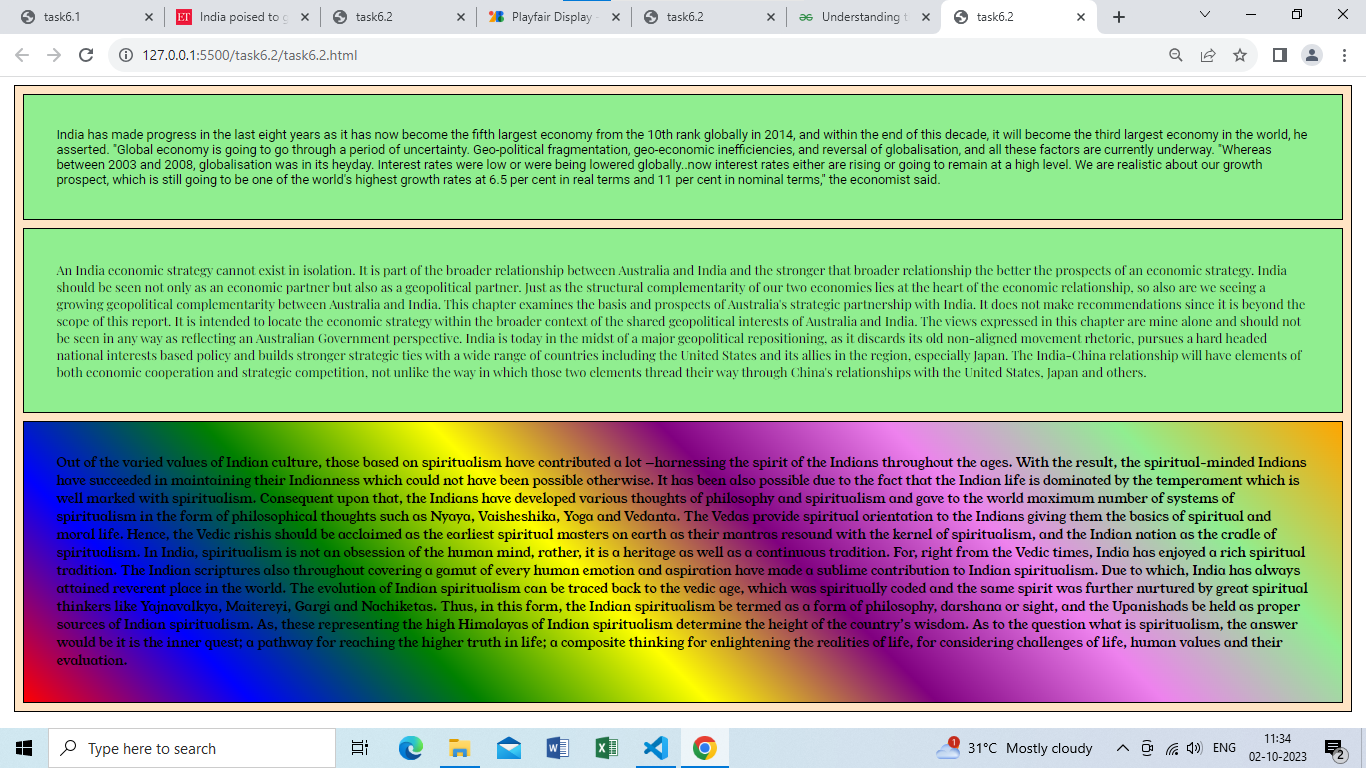 task6.1
India poised to g
task6.2
Playfair Display -
task6.2
Understanding t
task6.2
127.0.0.1:5500/task6.2/task6.2.html
India has made progress in the last eight years as it has now become the fifth largest economy from the 10th rank globally in 2014, and within the end of this decade, it will become the third largest economy in the world, he
asserted. "Global economy is going to go through a period of uncertainty. Geo-political fragmentation, geo-economic inefficiencies, and reversal of globalisation, and all these factors are currently underway. "Whereas
between 2003 and 2008, globalisation was in its heyday. Interest rates were low or were being lowered globally..now interest rates either are rising or going to remain at a high level. We are realistic about our growth
prospect, which is still going to be one of the world's highest growth rates at 6.5 per cent in real terms and 11 per cent in nominal terms," the economist said.
An India economic strategy cannot exist in isolation. It is part of the broader relationship between Australia and India and the stronger that broader relationship the better the prospects of an economic strategy. India
should be seen not only as an economic partner but also as a geopolitical partner. Just as the structural complementarity of our two economies lies at the heart of the economic relationship, so also are we seeing a
growing geopolitical complementarity between Australia and India. This chapter examines the basis and prospects of Australia's strategic partnership with India. It does not make recommendations since it is beyond the
scope of this report. It is intended to locate the economic strategy within the broader context of the shared geopolitical interests of Australia and India. The views expressed in this chapter are mine alone and should not
be seen in any way as reflecting an Australian Government perspective. India is today in the midst of a major geopolitical repositioning, as it discards its old non-aligned movement rhetoric, pursues a hard headed
national interests based policy and builds stronger strategic ties with a wide range of countries including the United States and its allies in the region, especially Japan. The India-China relationship will have elements of
both economic cooperation and strategic competition, not unlike the way in which those two elements thread their way through China's relationships with the United States, Japan and others.
Out of the varied values of Indian culture, those based on spiritualism have contributed a lot –harnessing the spirit of the Indians throughout the ages. With the result, the spiritual-minded Indians
have succeeded in maintaining their Indianness which could not have been possible otherwise. It has been also possible due to the fact that the Indian life is dominated by the temperament which is
well marked with spiritualism. Consequent upon that, the Indians have developed various thoughts of philosophy and spiritualism and gave to the world maximum number of systems of
spiritualism in the form of philosophical thoughts such as Nyaya, Vaisheshika, Yoga and Vedanta. The Vedas provide spiritual orientation to the Indians giving them the basics of spiritual and
moral life. Hence, the Vedic rishis should be acclaimed as the earliest spiritual masters on earth as their mantras resound with the kernel of spiritualism, and the Indian nation as the cradle of
spiritualism. In India, spiritualism is not an obsession of the human mind, rather, it is a heritage as well as a continuous tradition. For, right from the Vedic times, India has enjoyed a rich spiritual
tradition. The Indian scriptures also throughout covering a gamut of every human emotion and aspiration have made a sublime contribution to Indian spiritualism. Due to which, India has always
attained reverent place in the world. The evolution of Indian spiritualism can be traced back to the vedic age, which was spiritually coded and the same spirit was further nurtured by great spiritual
thinkers like Yajnavolkya, Maitereyi, Gargi and Nachiketas. Thus, in this form, the Indian spiritualism be termed as a form of philosophy, darshana or sight, and the Upanishads be held as proper
sources of Indian spiritualism. As, these representing the high Himalayas of Indian spiritualism determine the height of the country's wisdom. As to the question what is spiritualism, the answer
would be it is the inner quest; a pathway for reaching the higher truth in life; a composite thinking for enlightening the realities of life, for considering challenges of life, human values and their
evaluation.
Type here to search
31°C Mostly cloudy
ENG
11:34
02-10-2023